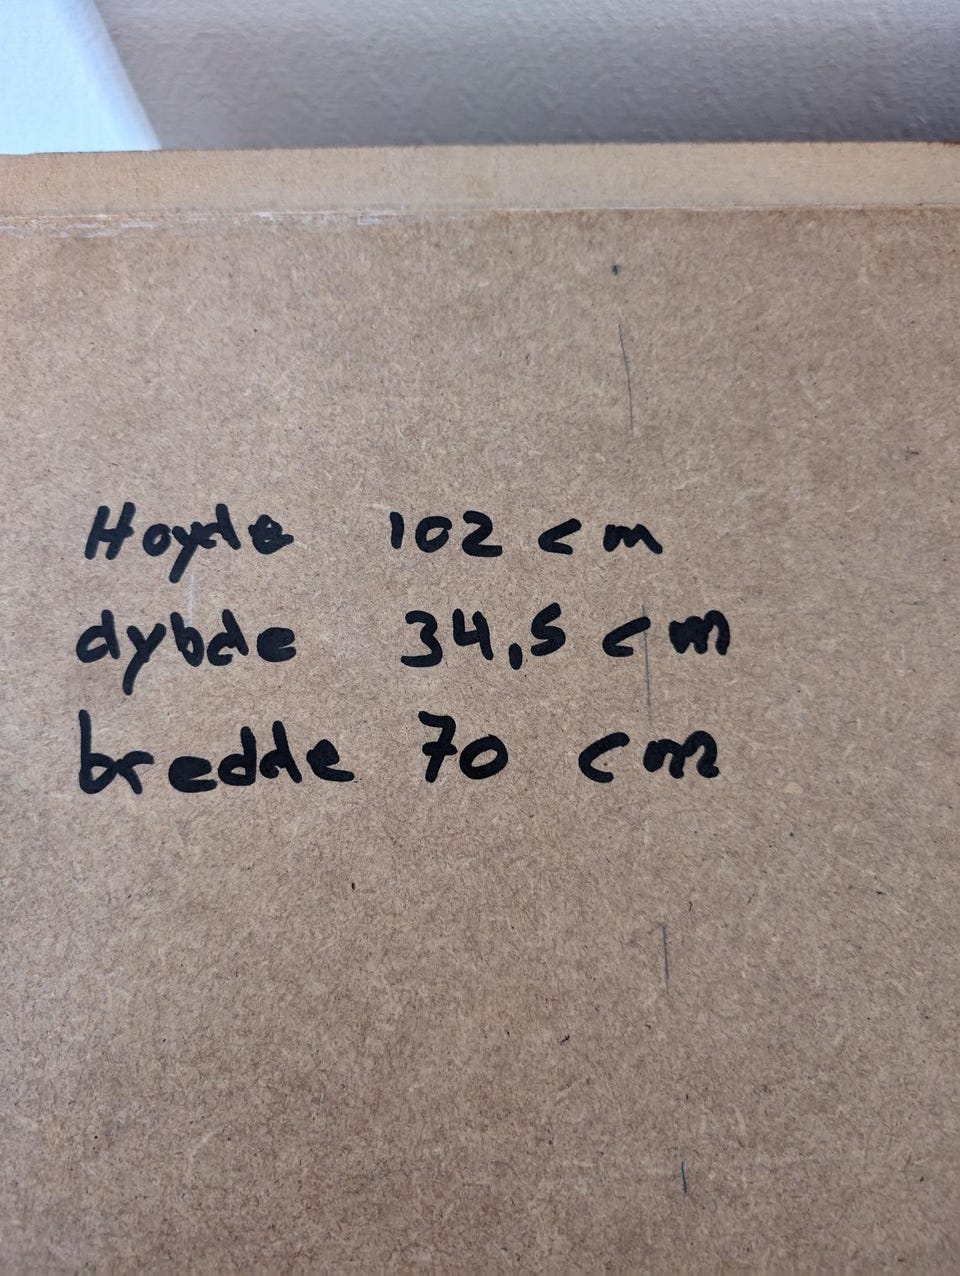 Hoyde 102 cm
dybde 34,5 cm
bredde 70 cm